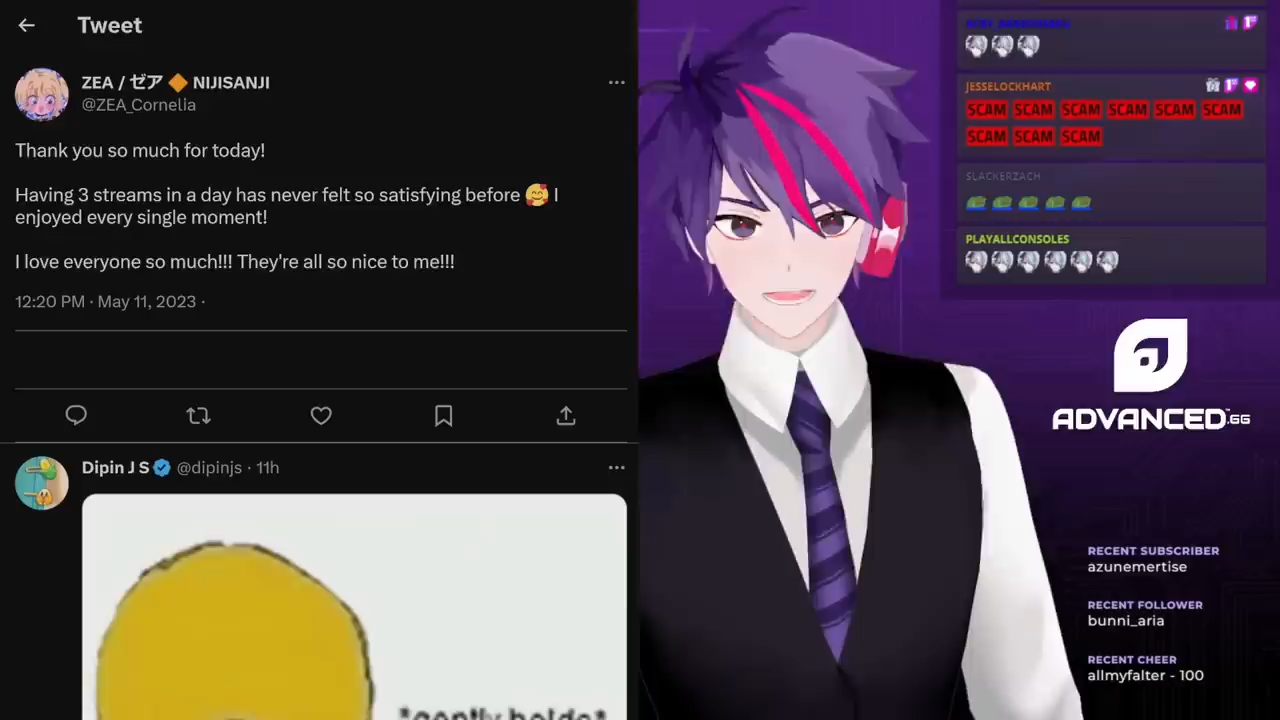 Tweet
ZEA / ゼア 🔶 NIJISANJI
@ZEA_Cornelia
Thank you so much for today!
Having 3 streams in a day has never felt so satisfying before 🥰 I
enjoyed every single moment!
I love everyone so much!!! They're all so nice to me!!!
12:20 PM · May 11, 2023 ·
Dipin J S @dipinjs · 11h
*gently holds*
JESSELOCKHART
SCAM SCAM SCAM SCAM SCAM SCAM
SCAM SCAM SCAM
SLACKERZACH
PLAYALLCONSOLES
ADVANCED.GG
RECENT SUBSCRIBER
azunemertise
RECENT FOLLOWER
bunni_aria
RECENT CHEER
allmyfalter - 100